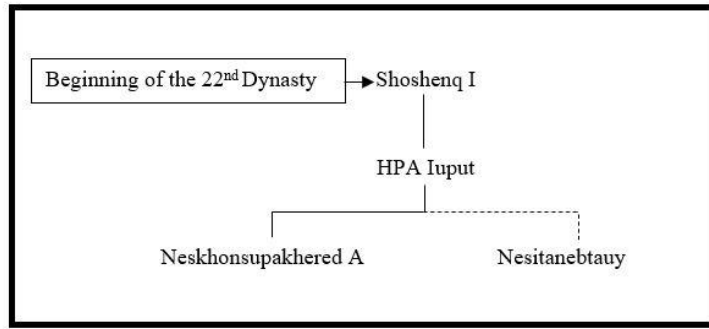 Beginning of the 22nd Dynasty Shoshenq I
HPA Iuput
Neskhonsupakhered A Nesitanebtauy